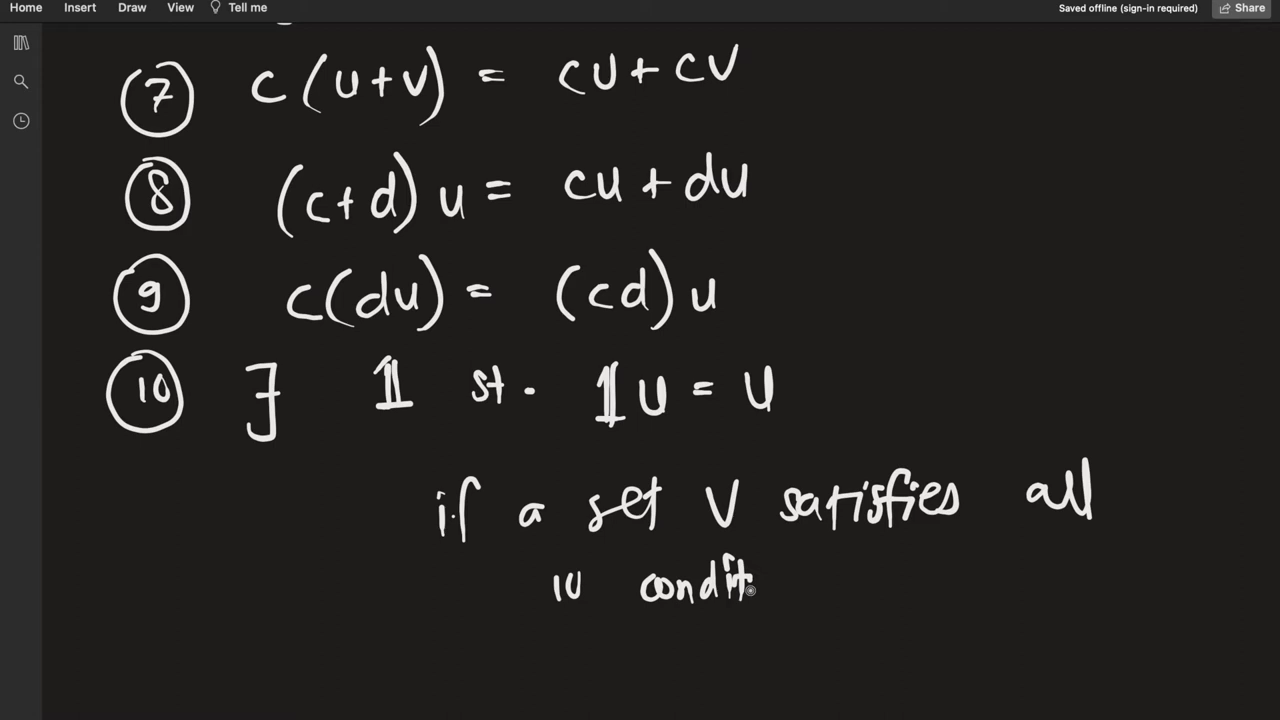 Home Insert Draw View Tell me Saved offline (sign-in required) Share
7 c(u+v) = cu + cv
8 (c+d) u = cu + du
9 c(du) = (cd) u
10 ∃ 𝟙 st. 𝟙u = u
if a set V satisfies all
10 condit